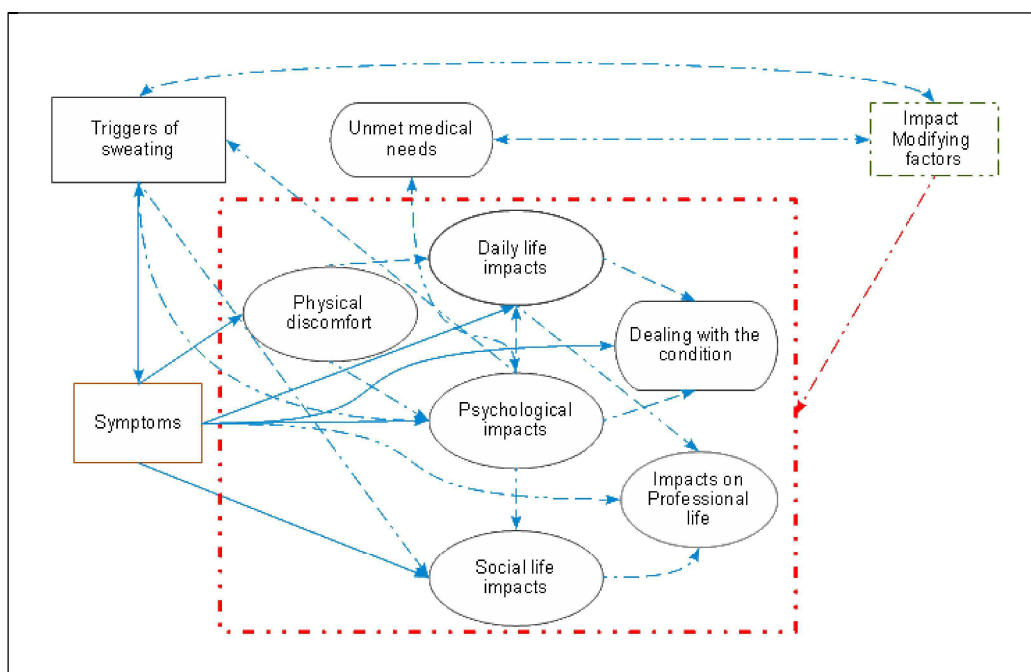 Triggers of
sweating
Unmet medical
needs
Impact
Modifying
factors
Daily life
impacts
Physical
discomfort
Dealing with the
condition
Symptoms
Psychological
impacts
Impacts on
Professional
life
Social life
impacts